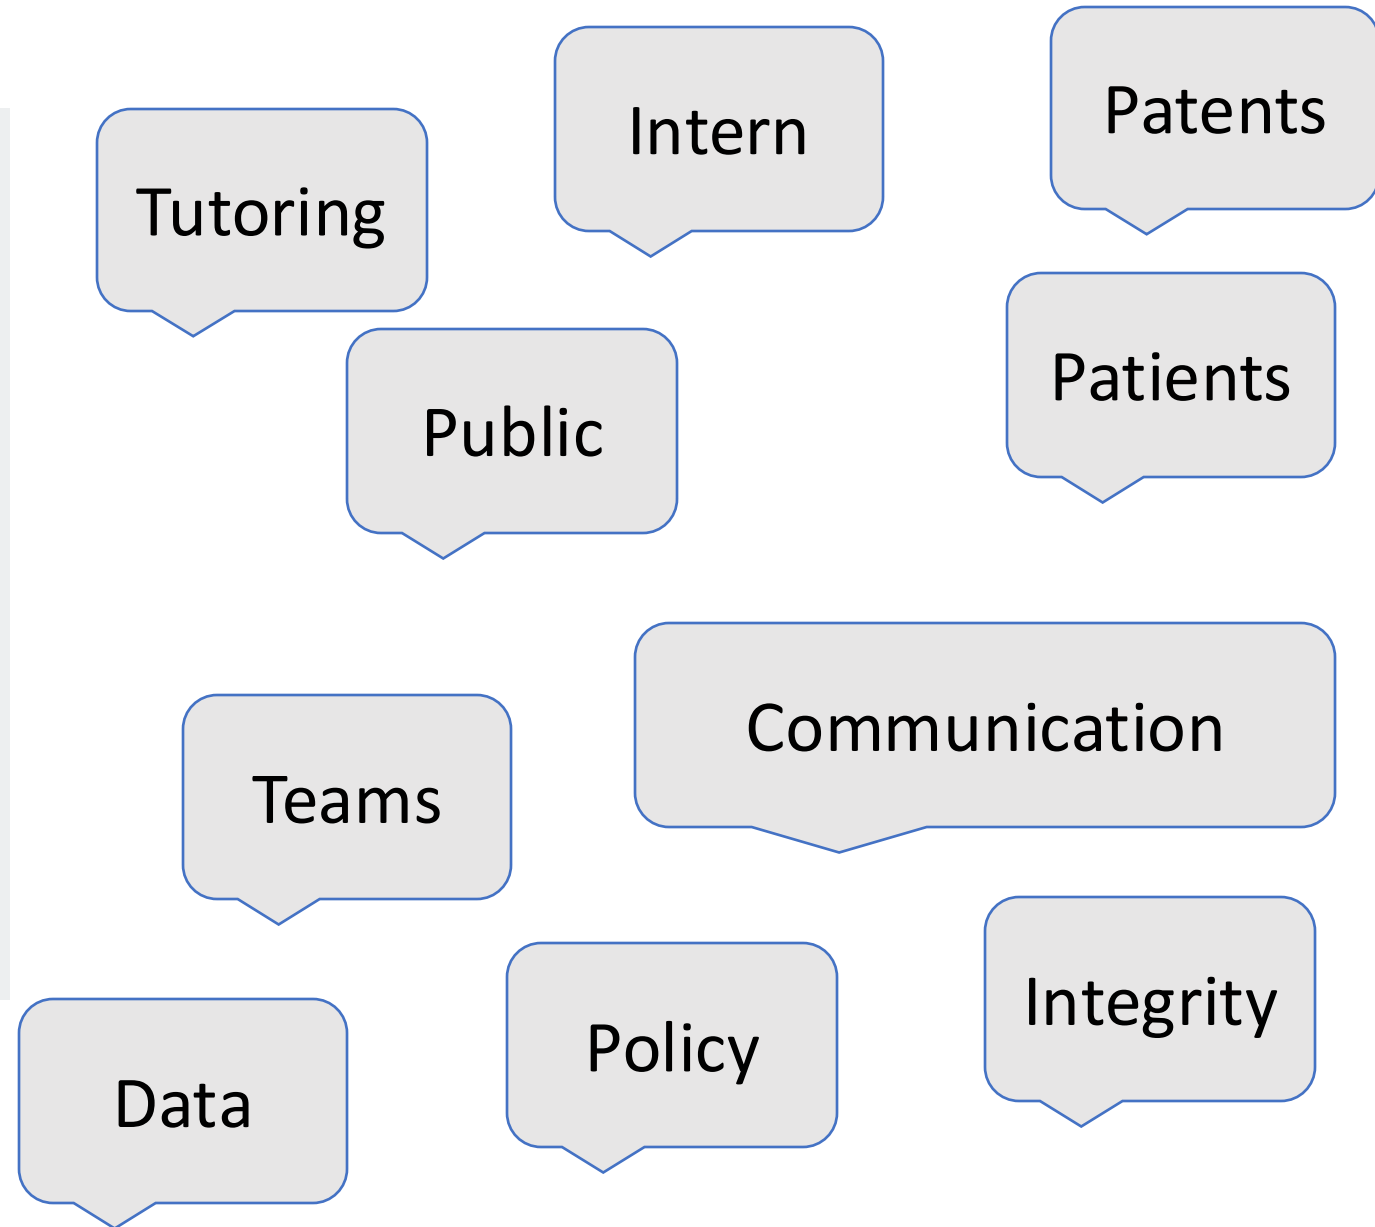 Tutoring
Intern
Patents
Public
Patients
Teams
Communication
Data
Policy
Integrity